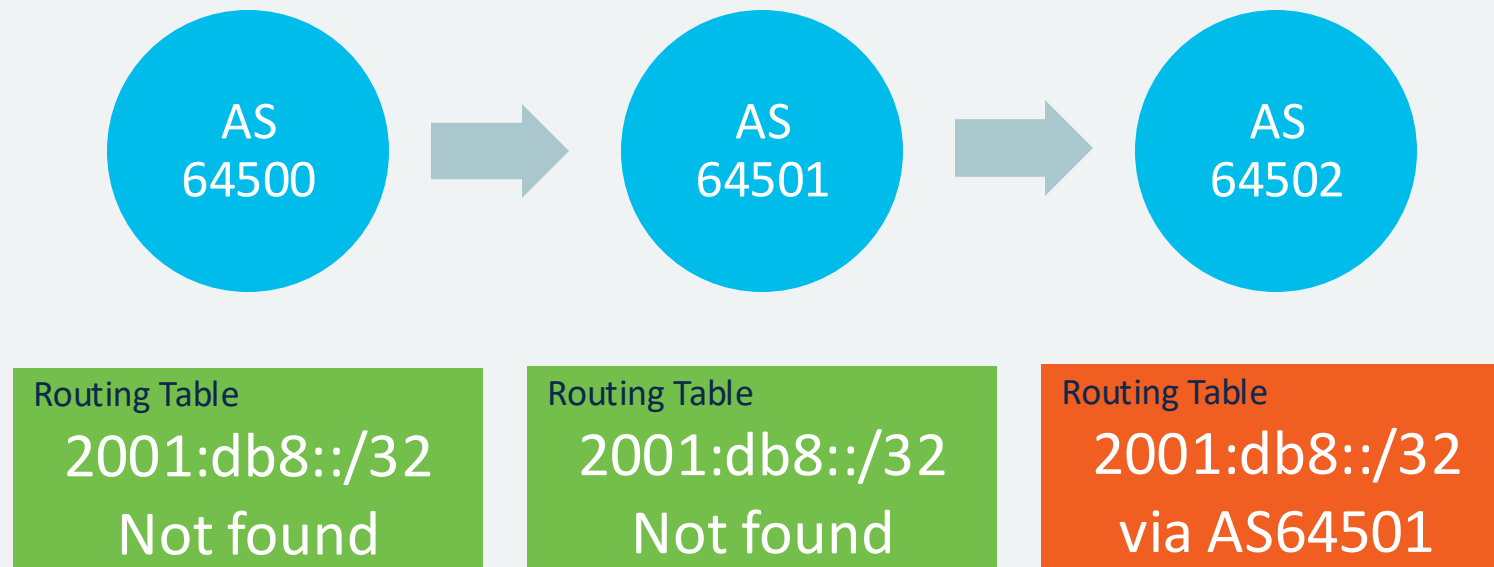 AS
64500
AS
64501
AS
64502
Routing Table
2001:db8::/32
Not found
Routing Table
2001:db8::/32
Not found
Routing Table
2001:db8::/32
via AS64501